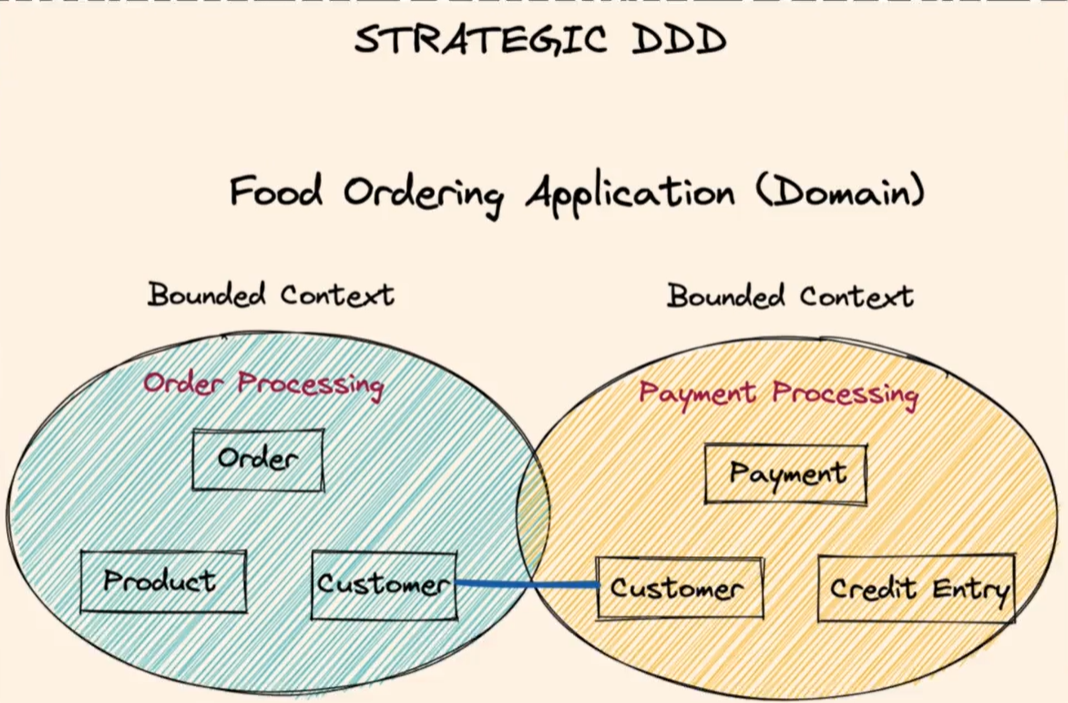 STRATEGIC DDD
Food Ordering Application (Domain)
Bounded Context
Bounded Context
Order Processing
Payment Processing
Order
Payment
Product
Customer
Customer
Credit Entry